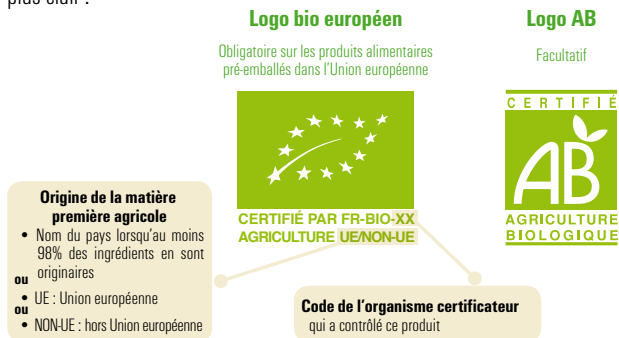 plus clair :
Logo bio européen
Obligatoire sur les produits alimentaires
pré-emballés dans l'Union européenne
CERTIFIÉ PAR FR-BIO-XX
AGRICULTURE UE/NON-UE
Logo AB
Facultatif
CERTIFIÉ
AB
AGRICULTURE
BIOLOGIQUE
Origine de la matière
première agricole
• Nom du pays lorsqu'au moins
98% des ingrédients en sont
originaires
ou
• UE : Union européenne
ou
• NON-UE : hors Union européenne
Code de l'organisme certificateur
qui a contrôlé ce produit